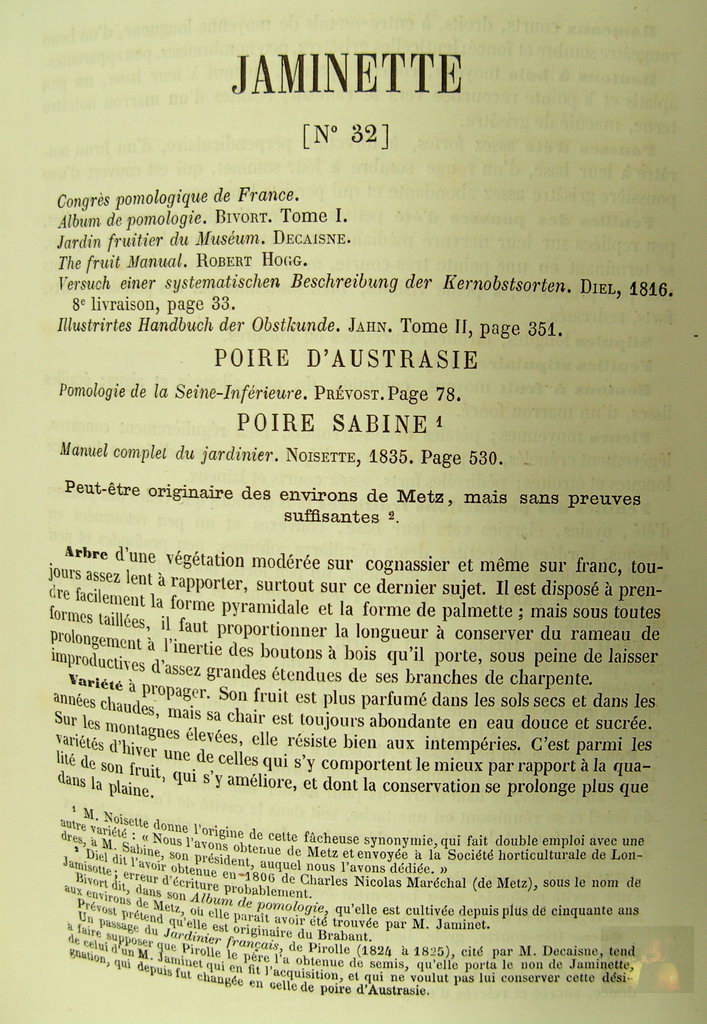 JAMINETTE
[N° 32]
Congrès pomologique de France.
Album de pomologie. BIVORT. Tome I.
Jardin fruitier du Muséum. DECAISNE.
The fruit Manual. ROBERT HOGG.
Versuch einer systematischen Beschreibung der Kernobstsorten. DIEL, 1816.
8e livraison, page 33.
Illustrirtes Handbuch der Obstkunde. JAHN. Tome II, page 351.
POIRE D'AUSTRASIE
Pomologie de la Seine-Inférieure. PRÉVOST. Page 78.
POIRE SABINE 1
Manuel complet du jardinier. NOISETTE, 1835. Page 530.
Peut-être originaire des environs de Metz, mais sans preuves
suffisantes 2.
Arbre d'une végétation modérée sur cognassier et même sur franc, tou-
jours assez lent à rapporter, surtout sur ce dernier sujet. Il est disposé à pren-
dre facilement la forme pyramidale et la forme de palmette ; mais sous toutes
formes taillées, il faut proportionner la longueur à conserver du rameau de
prolongement à l'inertie des boutons à bois qu'il porte, sous peine de laisser
improductives d'assez grandes étendues de ses branches de charpente.
Variété à propager. Son fruit est plus parfumé dans les sols secs et dans les
années chaudes, mais sa chair est toujours abondante en eau douce et sucrée.
Sur les montagnes élevées, elle résiste bien aux intempéries. C'est parmi les
variétés d'hiver une de celles qui s'y comportent le mieux par rapport à la qua-
lité de son fruit, qui s'y améliore, et dont la conservation se prolonge plus que
dans la plaine.
1 M. Noisette donne l'origine de cette fâcheuse synonymie, qui fait double emploi avec une
autre variété : « Nous l'avons obtenue de Metz et envoyée à la Société horticulturale de Lon-
dres, à M. Sabine, son président, auquel nous l'avons dédiée. »
2 Diel dit l'avoir obtenue en 1806 de Charles Nicolas Maréchal (de Metz), sous le nom de
Jamisotte; erreur d'écriture probablement.
Bivort dit, dans son Album de pomologie, qu'elle est cultivée depuis plus de cinquante ans
aux environs de Metz, où elle paraît avoir été trouvée par M. Jaminet.
Prévost prétend qu'elle est originaire du Brabant.
Un passage du Jardinier français, de Pirolle (1824 à 1825), cité par M. Decaisne, tend
à faire supposer que Pirolle le père l'a obtenue de semis, qu'elle porta le non de Jaminette,
de celui d'un M. Jaminet qui en fit l'acquisition, et qui ne voulut pas lui conserver cette dési-
gnation, qui depuis fut changée en celle de poire d'Austrasie.